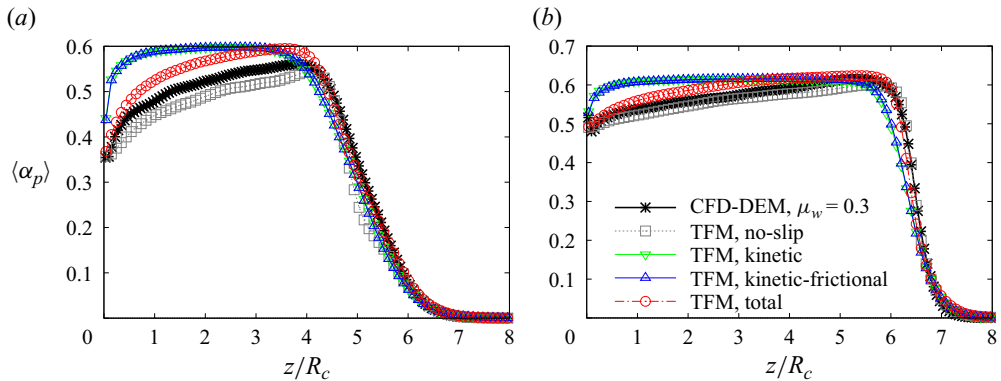 (a)
0.6
0.5
0.4
⟨α_p⟩
0.3
0.2
0.1
0 1 2 3 4 5 6 7 8
z/R_c
(b)
0.7
0.6
0.5
0.4
0.3
0.2
0.1
0 1 2 3 4 5 6 7 8
z/R_c
CFD-DEM, μ_w = 0.3
TFM, no-slip
TFM, kinetic
TFM, kinetic-frictional
TFM, total